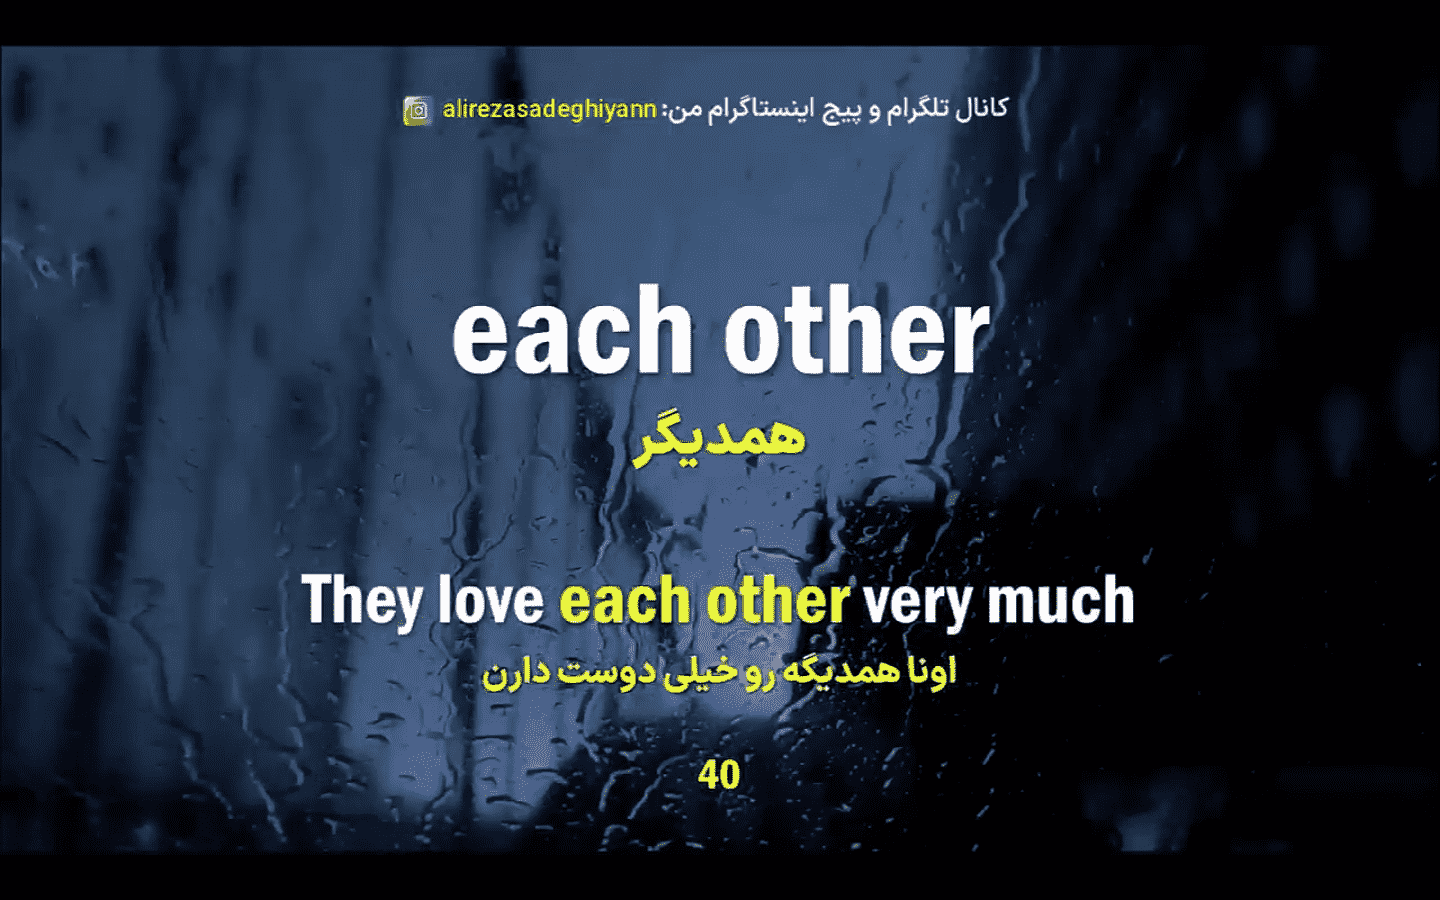 کانال تلگرام و پیج اینستاگرام من: alirezasadeghiyann
each other
همدیگر
They love each other very much
اونا همدیگه رو خیلی دوست دارن
40